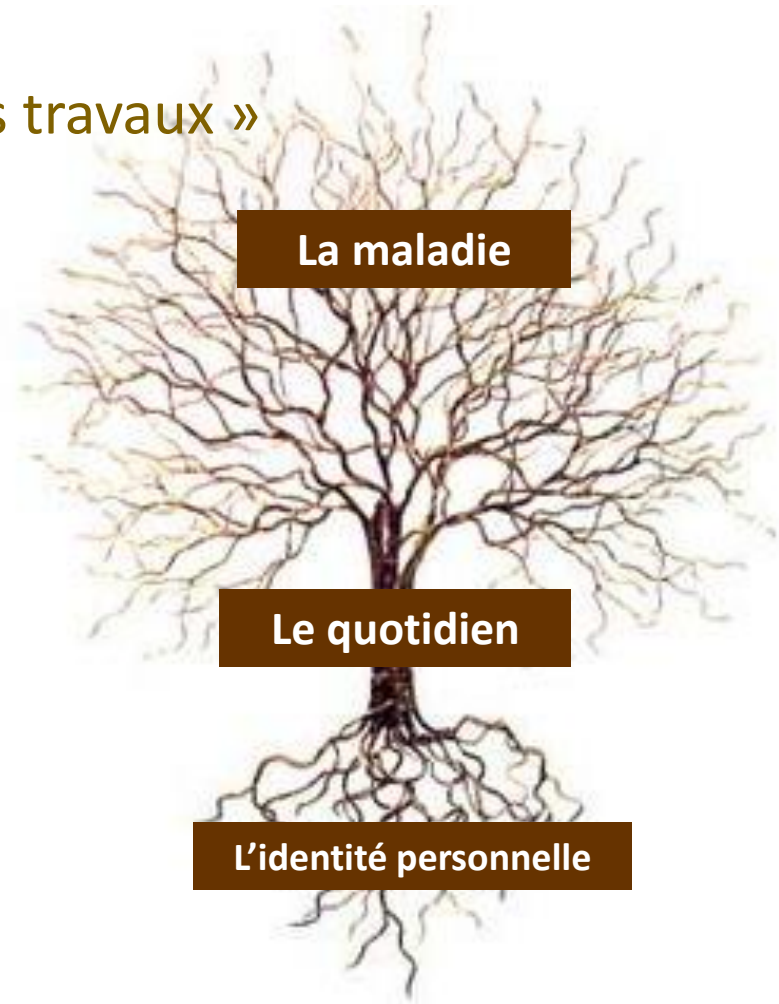 s travaux »
La maladie
Le quotidien
L’identité personnelle